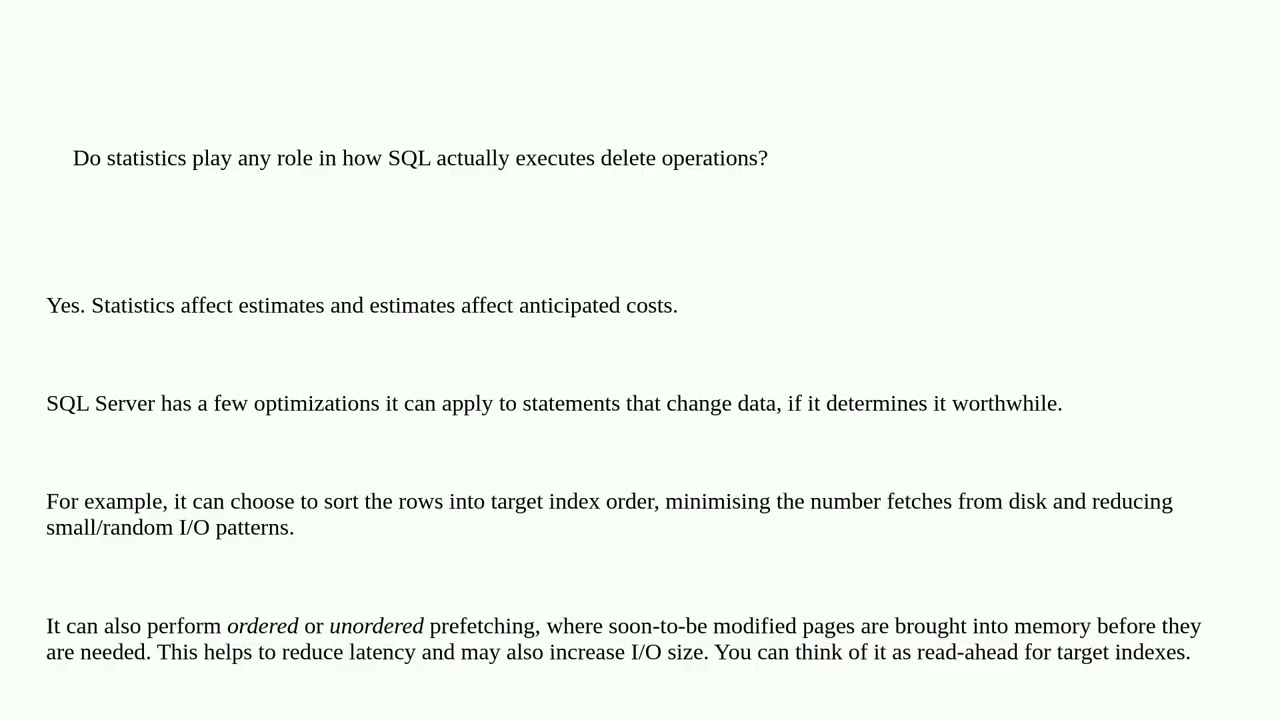 Do statistics play any role in how SQL actually executes delete operations?
Yes. Statistics affect estimates and estimates affect anticipated costs.
SQL Server has a few optimizations it can apply to statements that change data, if it determines it worthwhile.
For example, it can choose to sort the rows into target index order, minimising the number fetches from disk and reducing
small/random I/O patterns.
It can also perform ordered or unordered prefetching, where soon-to-be modified pages are brought into memory before they
are needed. This helps to reduce latency and may also increase I/O size. You can think of it as read-ahead for target indexes.